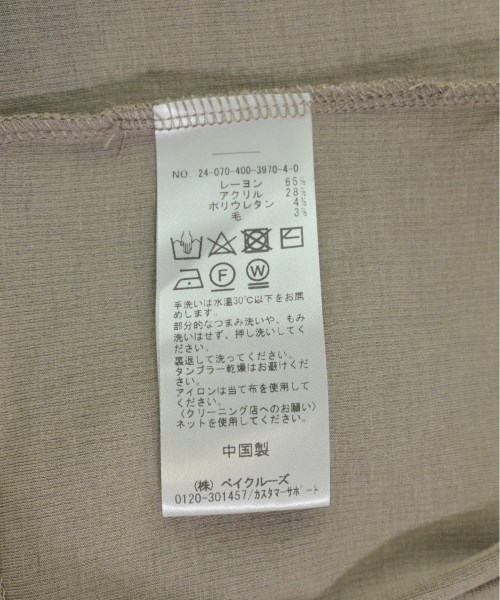 NO. 24-070-400-3970-4-0
レーヨン 65%
アクリル 28%
ポリウレタン 4%
毛 3%
F W
手洗いは水温30℃以下をお薦
めします。
部分的なつまみ洗いや、もみ
洗いはせず、押し洗いしてく
ださい。
裏返して洗ってください。
タンブラー乾燥はお避けくだ
さい。
アイロンは当て布を使用して
ください。
〈クリーニング店へのお願い〉
ネットを使用してください。
中国製
(株) ベイクルーズ
0120-301457/カスタマーサポート